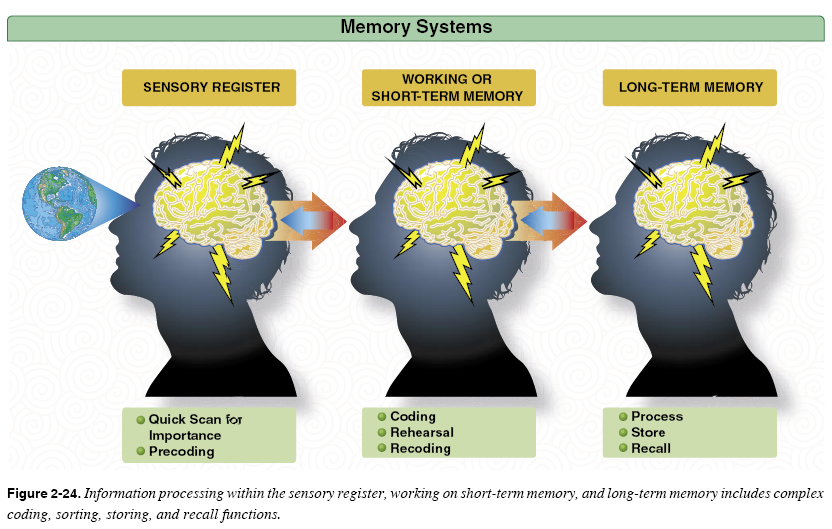 Memory Systems
SENSORY REGISTER
WORKING OR
SHORT-TERM MEMORY
LONG-TERM MEMORY
Quick Scan for
Importance
Precoding
Coding
Rehearsal
Recoding
Process
Store
Recall
Figure 2-24. Information processing within the sensory register, working on short-term memory, and long-term memory includes complex
coding, sorting, storing, and recall functions.